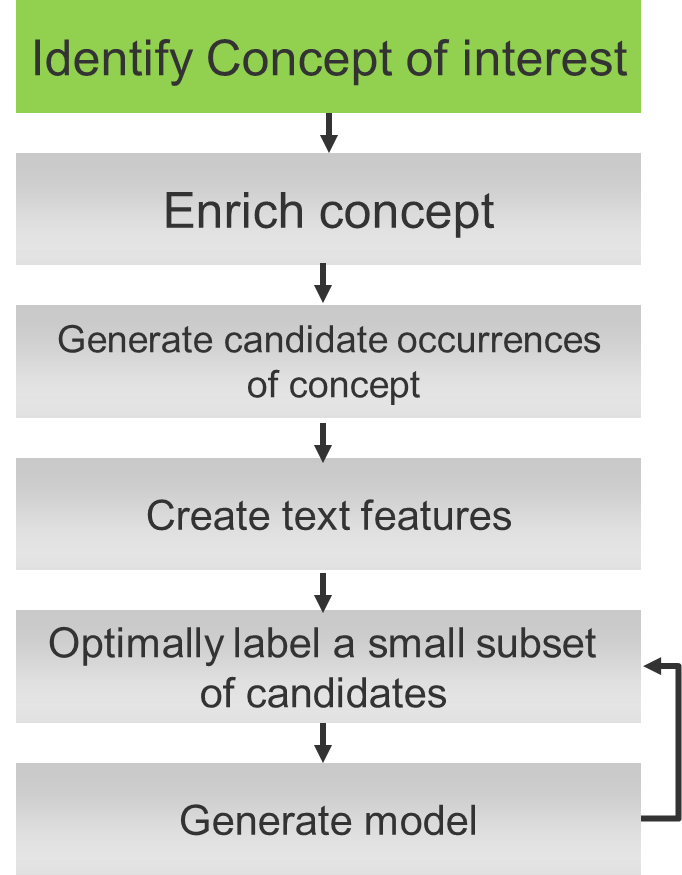 Identify Concept of interest
Enrich concept
Generate candidate occurrences
of concept
Create text features
Optimally label a small subset
of candidates
Generate model